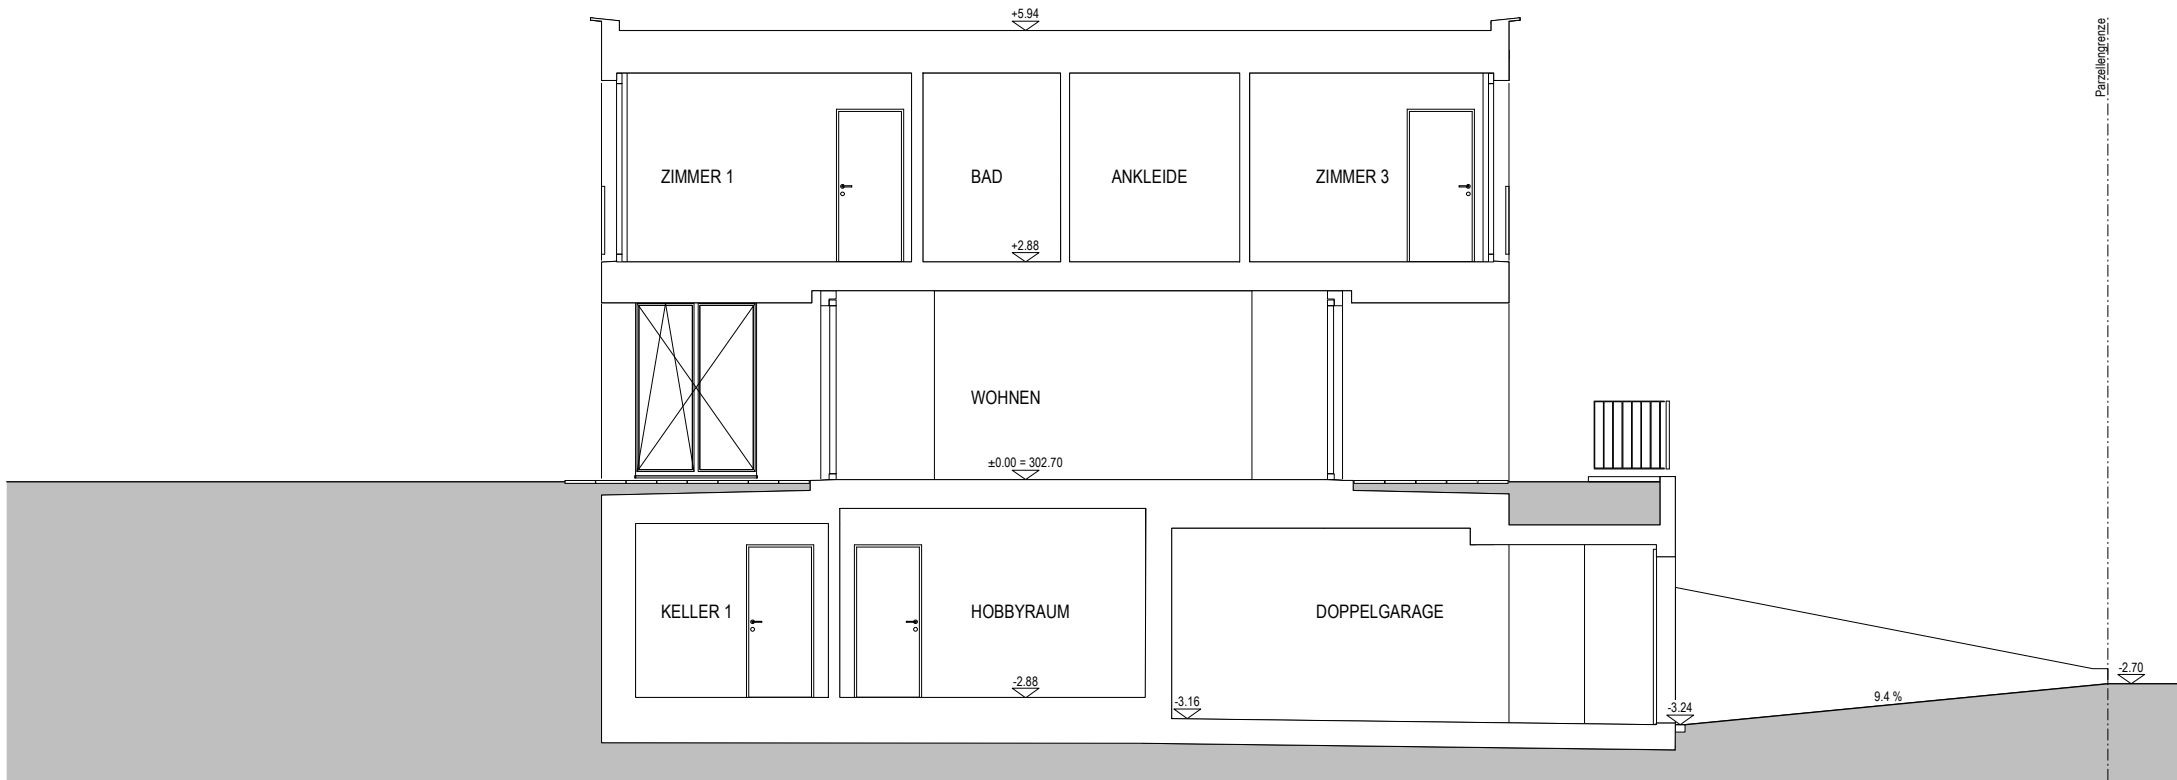 +5.94
Parzellengrenze
ZIMMER 1
BAD
ANKLEIDE
ZIMMER 3
+2.88
WOHNEN
±0.00 = 302.70
KELLER 1
HOBBYRAUM
DOPPELGARAGE
-2.88
-3.16
-3.24
9.4 %
-2.70